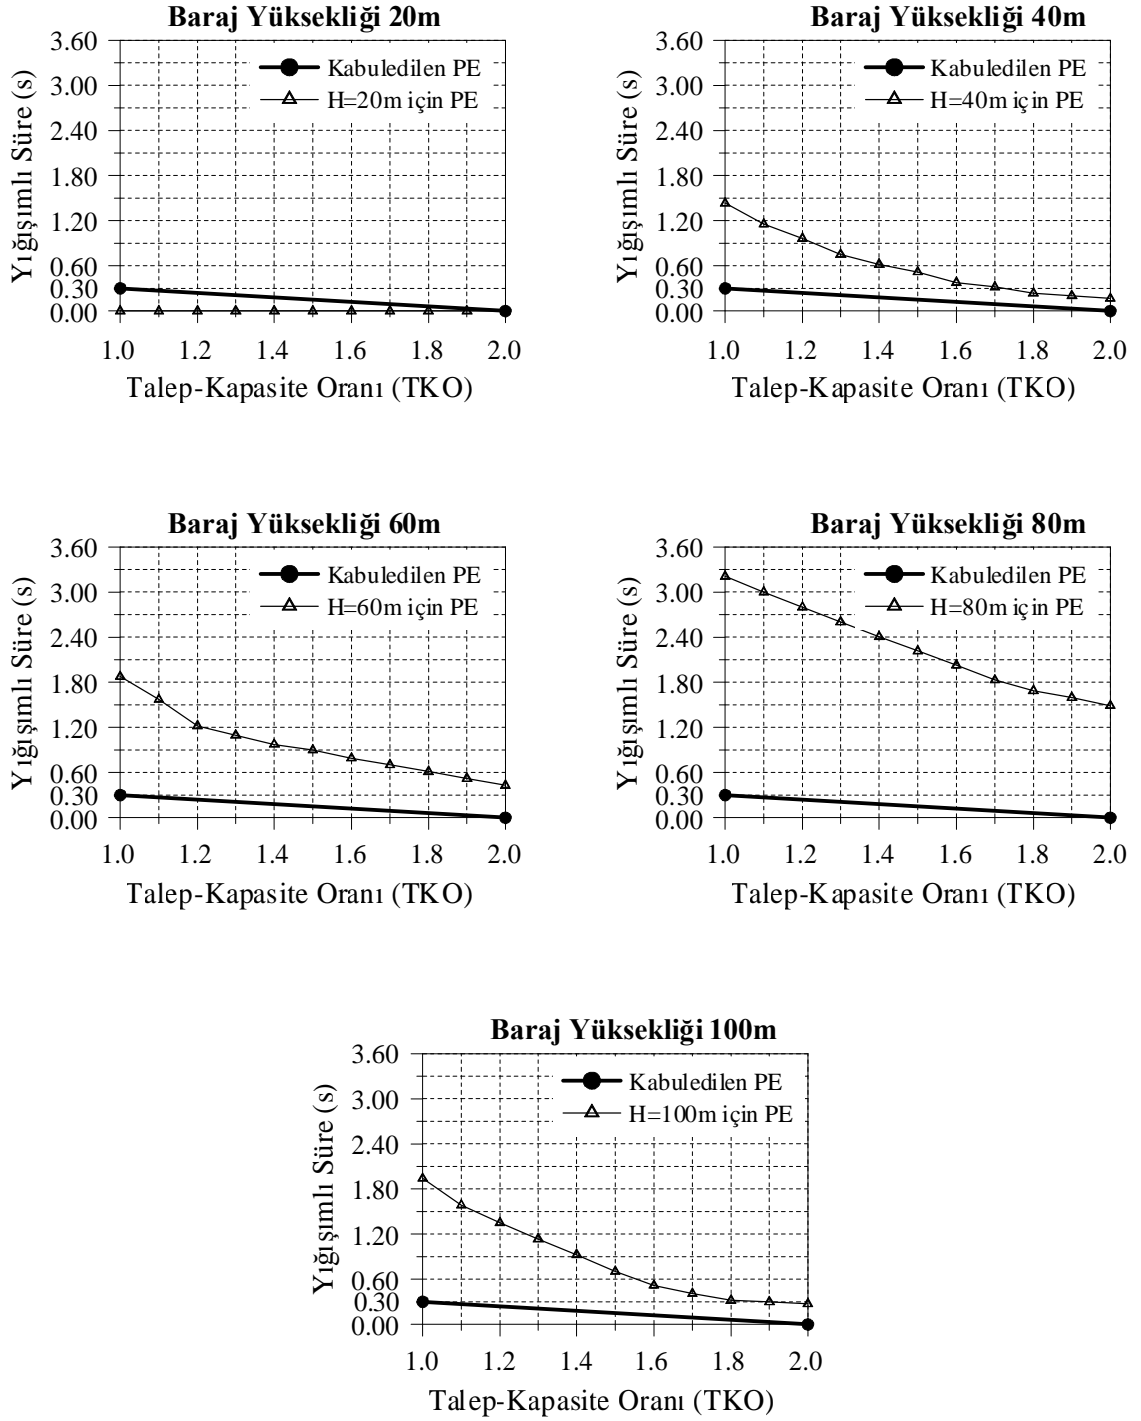 Baraj Yüksekliği 20m
3.60
3.00
2.40
1.80
1.20
0.60
0.30
0.00
Yığışımlı Süre (s)
Kabuledilen PE
H=20m için PE
1.0 1.2 1.4 1.6 1.8 2.0
Talep-Kapasite Oranı (TKO)
Baraj Yüksekliği 40m
3.60
3.00
2.40
1.80
1.20
0.60
0.30
0.00
Yığışımlı Süre (s)
Kabuledilen PE
H=40m için PE
1.0 1.2 1.4 1.6 1.8 2.0
Talep-Kapasite Oranı (TKO)
Baraj Yüksekliği 60m
3.60
3.00
2.40
1.80
1.20
0.60
0.30
0.00
Yığışımlı Süre (s)
Kabuledilen PE
H=60m için PE
1.0 1.2 1.4 1.6 1.8 2.0
Talep-Kapasite Oranı (TKO)
Baraj Yüksekliği 80m
3.60
3.00
2.40
1.80
1.20
0.60
0.30
0.00
Yığışımlı Süre (s)
Kabuledilen PE
H=80m için PE
1.0 1.2 1.4 1.6 1.8 2.0
Talep-Kapasite Oranı (TKO)
Baraj Yüksekliği 100m
3.60
3.00
2.40
1.80
1.20
0.60
0.30
0.00
Yığışımlı Süre (s)
Kabuledilen PE
H=100m için PE
1.0 1.2 1.4 1.6 1.8 2.0
Talep-Kapasite Oranı (TKO)